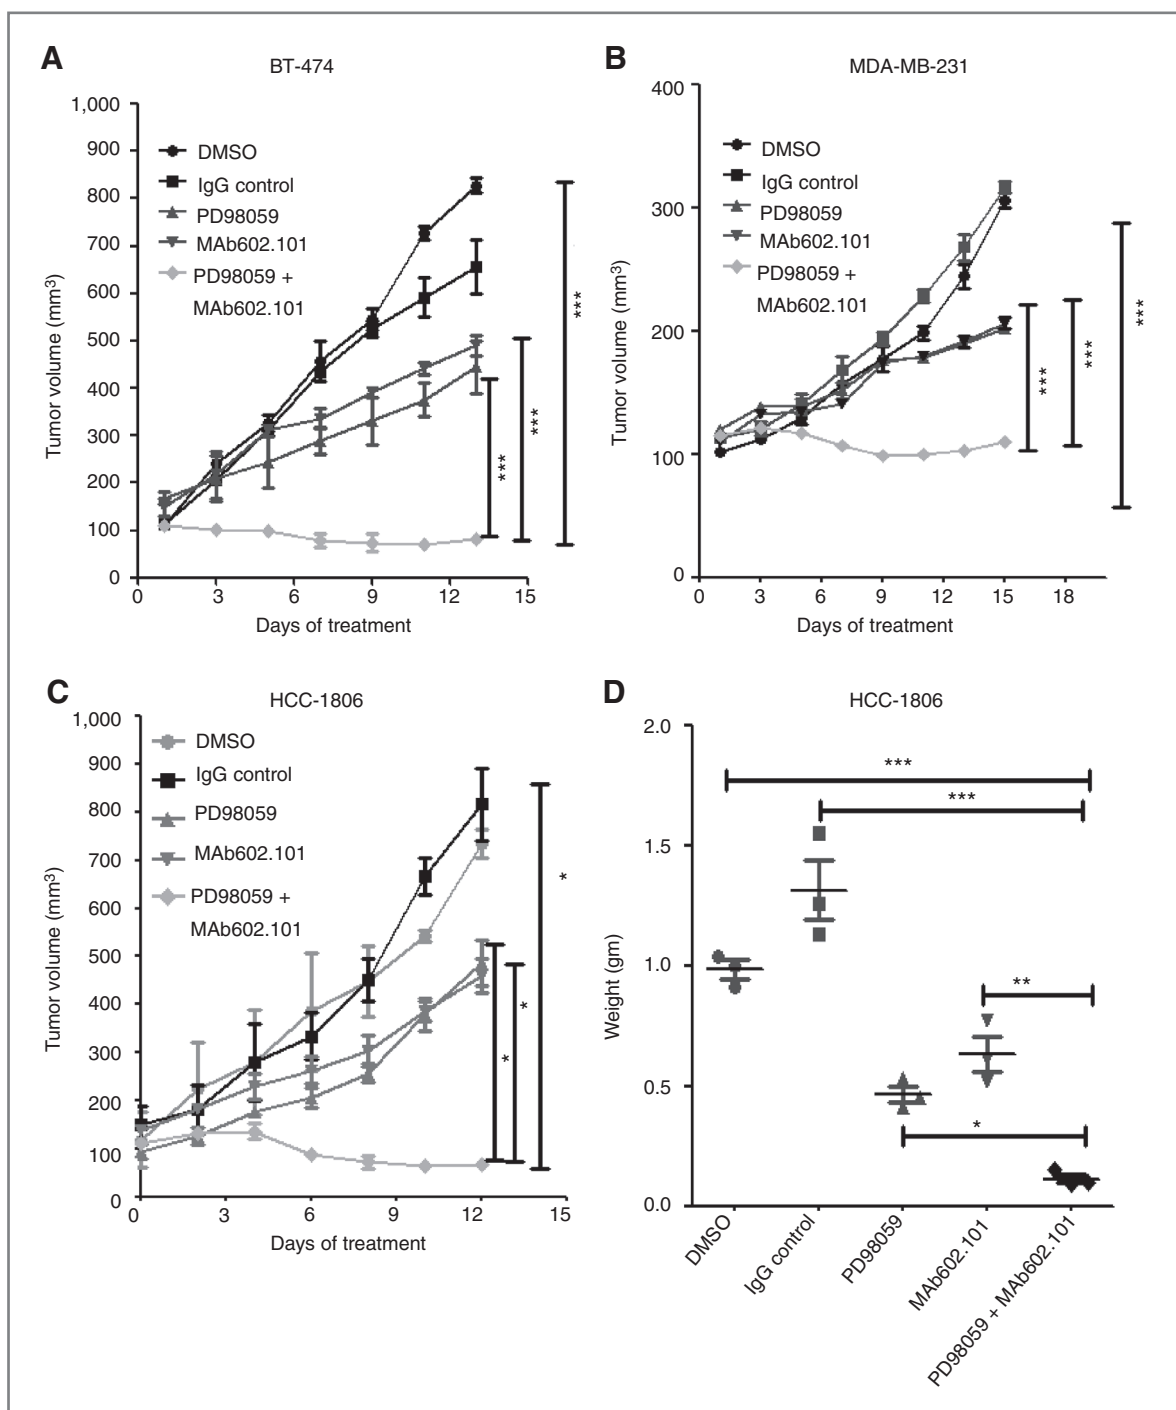 A
BT-474
Tumor volume (mm³)
1,000
900
800
700
600
500
400
300
200
100
0
DMSO
IgG control
PD98059
MAb602.101
PD98059 +
MAb602.101
***
***
***
0 3 6 9 12 15
Days of treatment
B
MDA-MB-231
Tumor volume (mm³)
400
300
200
100
0
DMSO
IgG control
PD98059
MAb602.101
PD98059 +
MAb602.101
***
***
***
0 3 6 9 12 15 18
Days of treatment
C
HCC-1806
Tumor volume (mm³)
1,000
900
800
700
600
500
400
300
200
100
0
DMSO
IgG control
PD98059
MAb602.101
PD98059 +
MAb602.101
*
*
*
0 3 6 9 12 15
Days of treatment
D
HCC-1806
Weight (gm)
2.0
1.5
1.0
0.5
0.0
***
***
**
*
DMSO
IgG control
PD98059
MAb602.101
PD98059 + MAb602.101